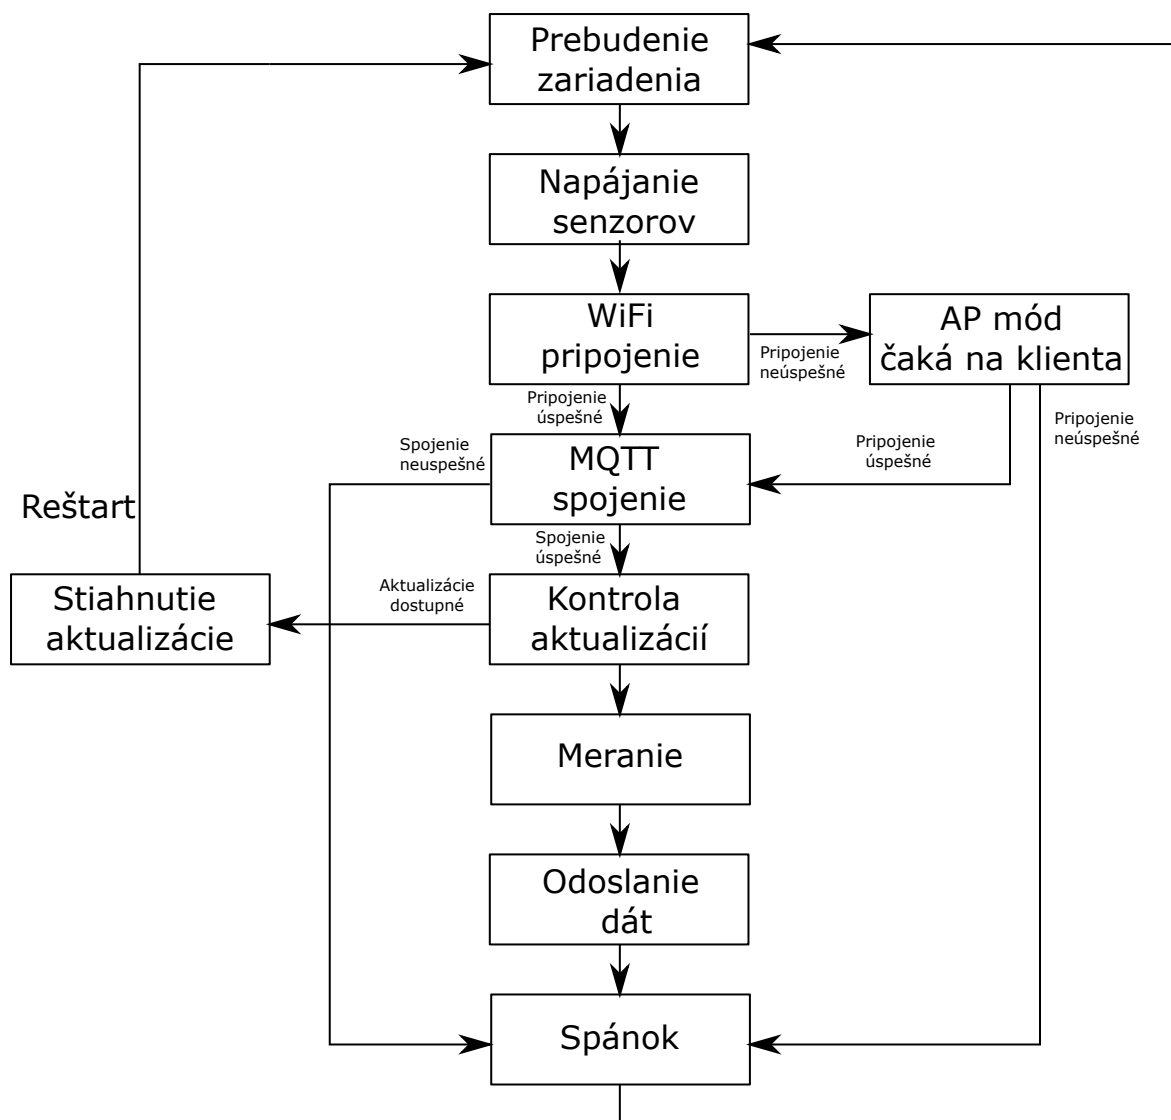 Prebudenie
zariadenia
Napájanie
senzorov
WiFi
pripojenie
Pripojenie
neúspešné
AP mód
čaká na klienta
Pripojenie
úspešné
Pripojenie
neúspešné
Spojenie
neuspešné
MQTT
spojenie
Pripojenie
úspešné
Reštart
Spojenie
úspešné
Stiahnutie
aktualizácie
Aktualizácie
dostupné
Kontrola
aktualizácií
Meranie
Odoslanie
dát
Spánok